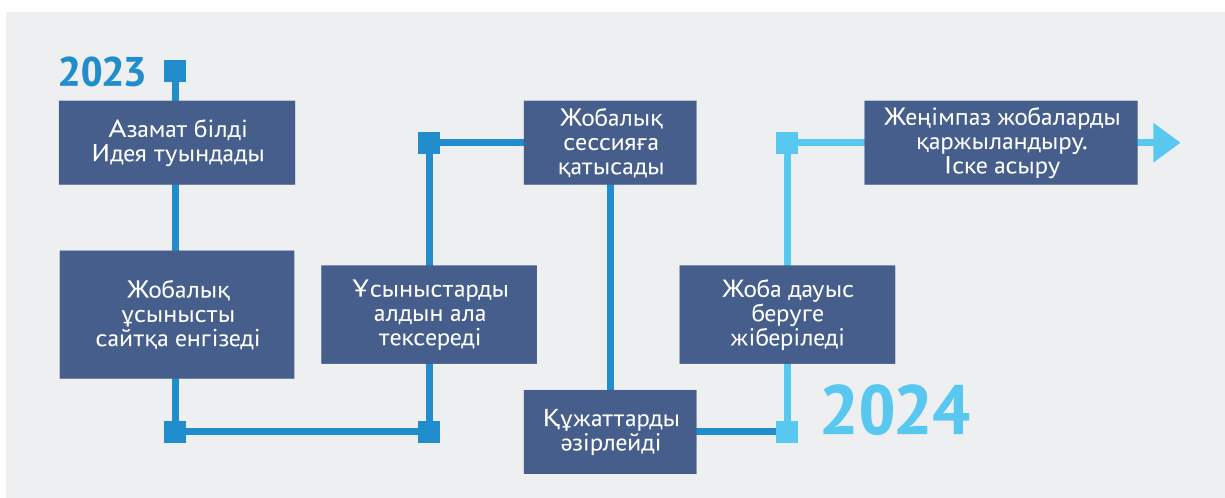 2023
Азамат білді
Идея туындады
Жобалық
ұсынысты
сайтқа енгізеді
Ұсыныстарды
алдын ала
тексереді
Жобалық
сессияға
қатысады
Құжаттарды
әзірлейді
2024
Жоба дауыс
беруге
жіберіледі
Жеңімпаз жобаларды
қаржыландыру.
Іске асыру